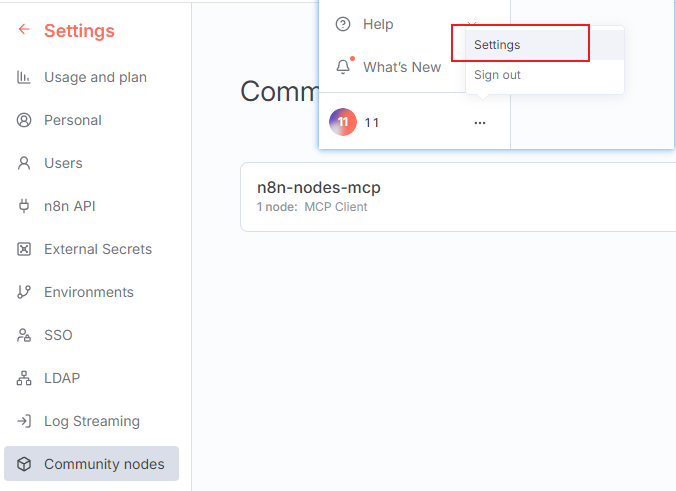 Settings
Usage and plan
Personal
Users
n8n API
External Secrets
Environments
SSO
LDAP
Log Streaming
Community nodes
Help
What's New
11
11
Settings
Sign out
n8n-nodes-mcp
1 node: MCP Client